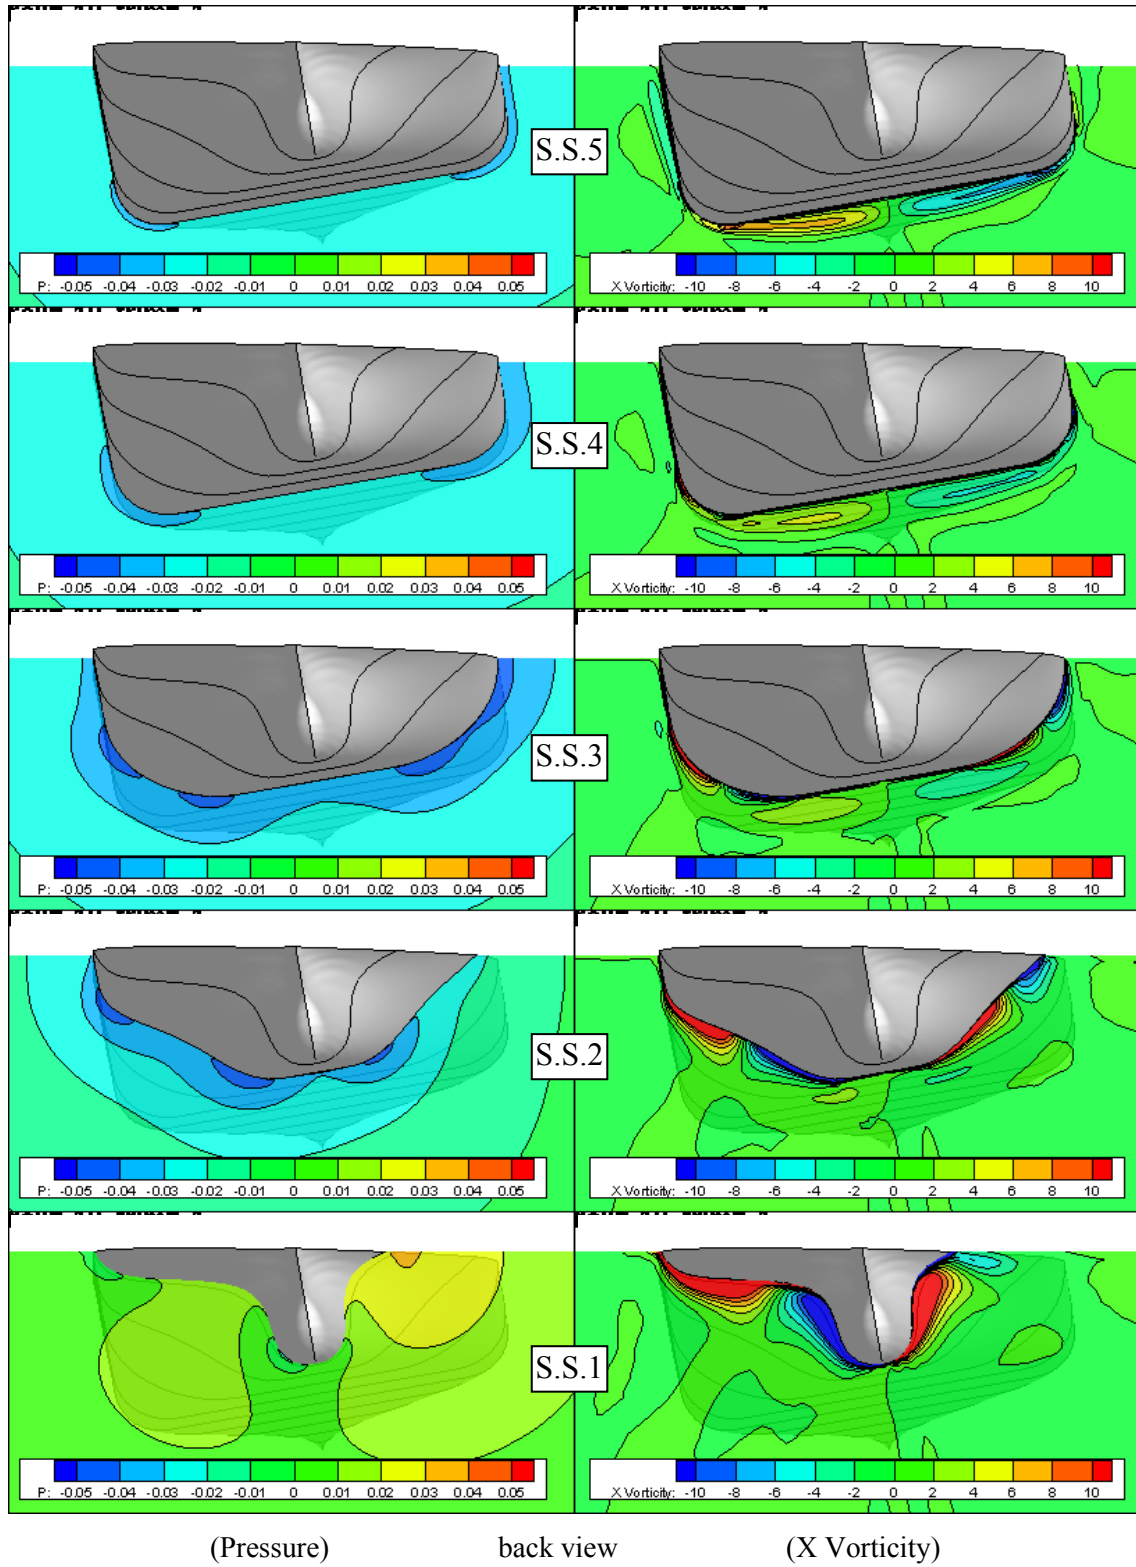 S.S.5
P: -0.05 -0.04 -0.03 -0.02 -0.01 0 0.01 0.02 0.03 0.04 0.05
X Vorticity: -10 -8 -6 -4 -2 0 2 4 6 8 10
S.S.4
P: -0.05 -0.04 -0.03 -0.02 -0.01 0 0.01 0.02 0.03 0.04 0.05
X Vorticity: -10 -8 -6 -4 -2 0 2 4 6 8 10
S.S.3
P: -0.05 -0.04 -0.03 -0.02 -0.01 0 0.01 0.02 0.03 0.04 0.05
X Vorticity: -10 -8 -6 -4 -2 0 2 4 6 8 10
S.S.2
P: -0.05 -0.04 -0.03 -0.02 -0.01 0 0.01 0.02 0.03 0.04 0.05
X Vorticity: -10 -8 -6 -4 -2 0 2 4 6 8 10
S.S.1
P: -0.05 -0.04 -0.03 -0.02 -0.01 0 0.01 0.02 0.03 0.04 0.05
X Vorticity: -10 -8 -6 -4 -2 0 2 4 6 8 10
(Pressure) back view (X Vorticity)